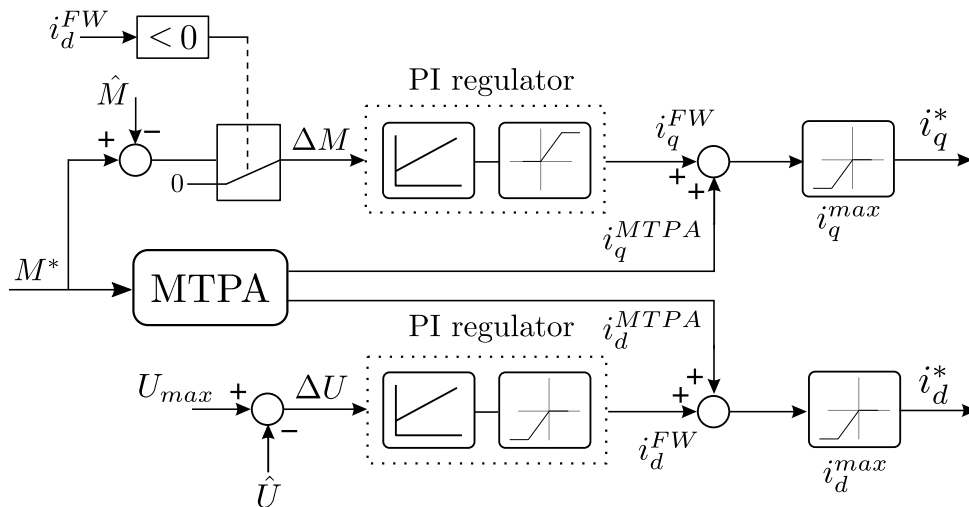 i_d^{FW}
< 0
\hat{M}
+
−
ΔM
0
PI regulator
i_q^{FW}
+
+
i_q^{MTPA}
i_q^{max}
i_q^*
M^*
MTPA
PI regulator
i_d^{MTPA}
U_{max}
+
−
ΔU
\hat{U}
+
+
i_d^{FW}
i_d^{max}
i_d^*